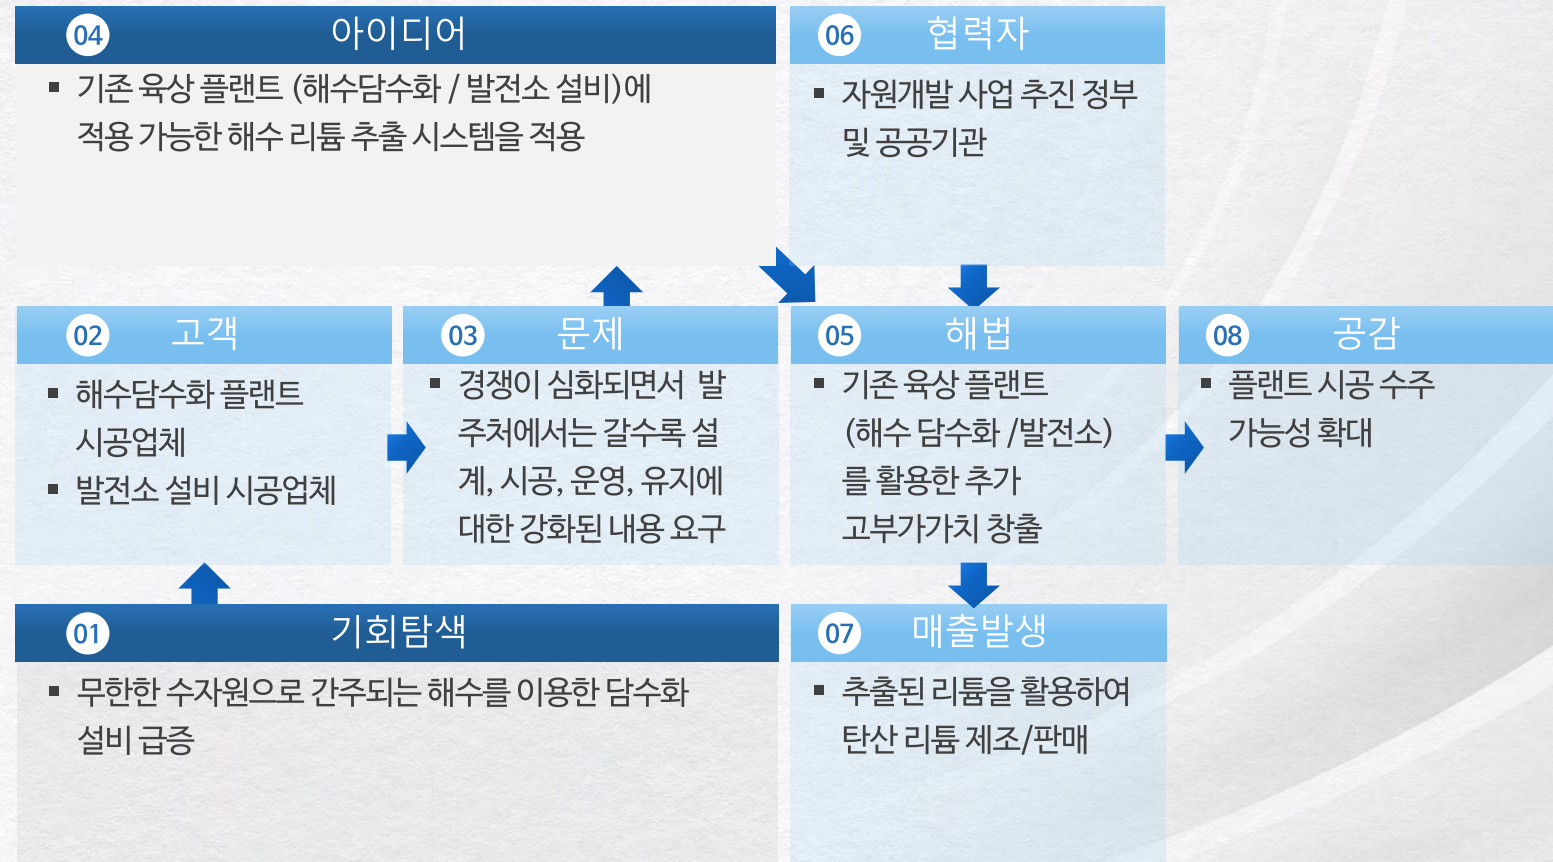 04 아이디어
▪ 기존 육상 플랜트 (해수담수화 / 발전소 설비)에
적용 가능한 해수 리튬 추출 시스템을 적용
06 협력자
▪ 자원개발 사업 추진 정부
및 공공기관
02 고객
▪ 해수담수화 플랜트
시공업체
▪ 발전소 설비 시공업체
03 문제
▪ 경쟁이 심화되면서 발
주처에서는 갈수록 설
계, 시공, 운영, 유지에
대한 강화된 내용 요구
05 해법
▪ 기존 육상 플랜트
(해수 담수화 /발전소)
를 활용한 추가
고부가가치 창출
08 공감
▪ 플랜트 시공 수주
가능성 확대
01 기회탐색
▪ 무한한 수자원으로 간주되는 해수를 이용한 담수화
설비 급증
07 매출발생
▪ 추출된 리튬을 활용하여
탄산 리튬 제조/판매